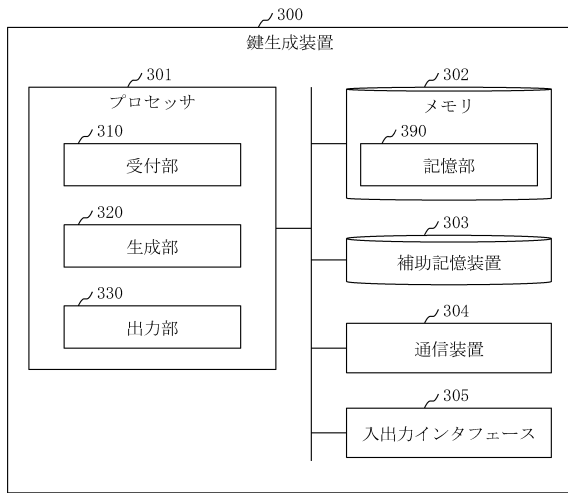 300
鍵生成装置
301
プロセッサ
310
受付部
320
生成部
330
出力部
302
メモリ
390
記憶部
303
補助記憶装置
304
通信装置
305
入出力インタフェース